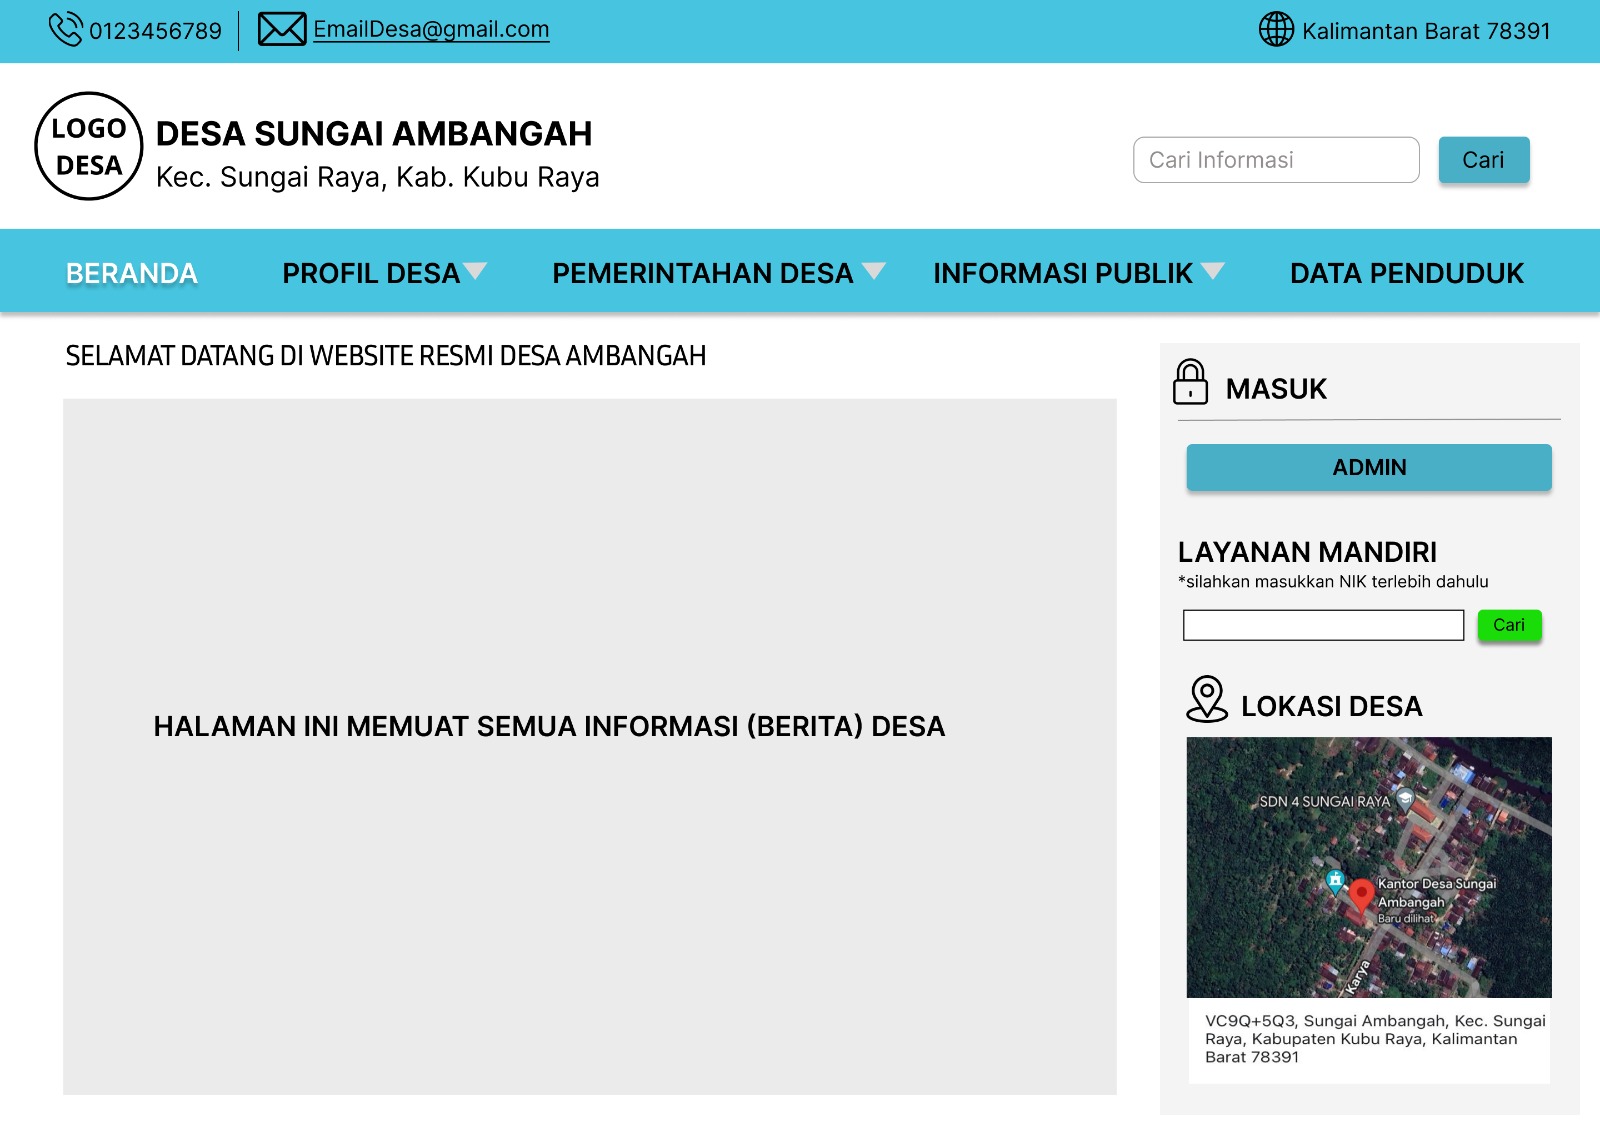 0123456789
EmailDesa@gmail.com
Kalimantan Barat 78391
LOGO
DESA
DESA SUNGAI AMBANGAH
Kec. Sungai Raya, Kab. Kubu Raya
Cari Informasi
Cari
BERANDA
PROFIL DESA
PEMERINTAHAN DESA
INFORMASI PUBLIK
DATA PENDUDUK
SELAMAT DATANG DI WEBSITE RESMI DESA AMBANGAH
HALAMAN INI MEMUAT SEMUA INFORMASI (BERITA) DESA
MASUK
ADMIN
LAYANAN MANDIRI
*silahkan masukkan NIK terlebih dahulu
Cari
LOKASI DESA
SDN 4 SUNGAI RAYA
Kantor Desa Sungai
Ambangah
Baru dilihat
Karya
VC9Q+5Q3, Sungai Ambangah, Kec. Sungai
Raya, Kabupaten Kubu Raya, Kalimantan
Barat 78391